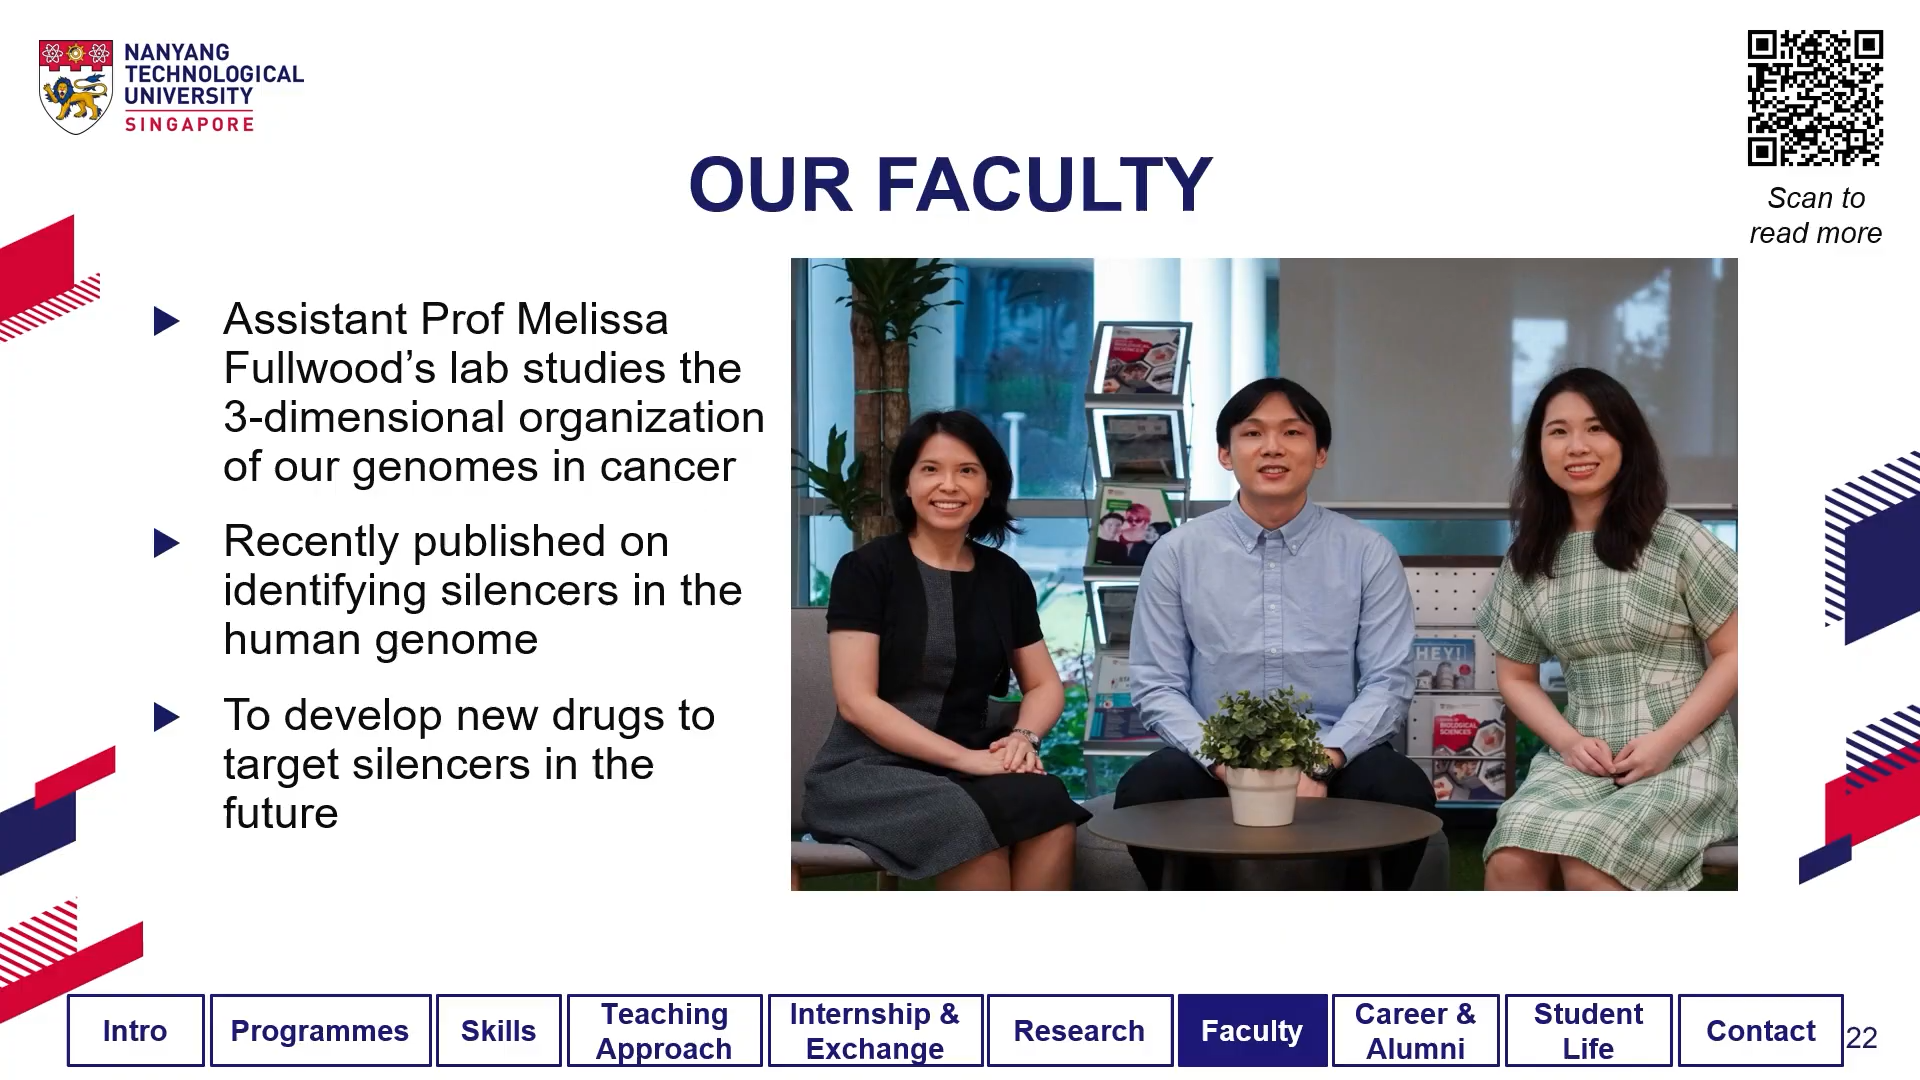 NANYANG
TECHNOLOGICAL
UNIVERSITY
SINGAPORE
Scan to
read more
OUR FACULTY
Assistant Prof Melissa
Fullwood’s lab studies the
3-dimensional organization
of our genomes in cancer
Recently published on
identifying silencers in the
human genome
To develop new drugs to
target silencers in the
future
HEY!
BIOLOGICAL
SCIENCES
Intro
Programmes
Skills
Teaching
Approach
Internship &
Exchange
Research
Faculty
Career &
Alumni
Student
Life
Contact
22